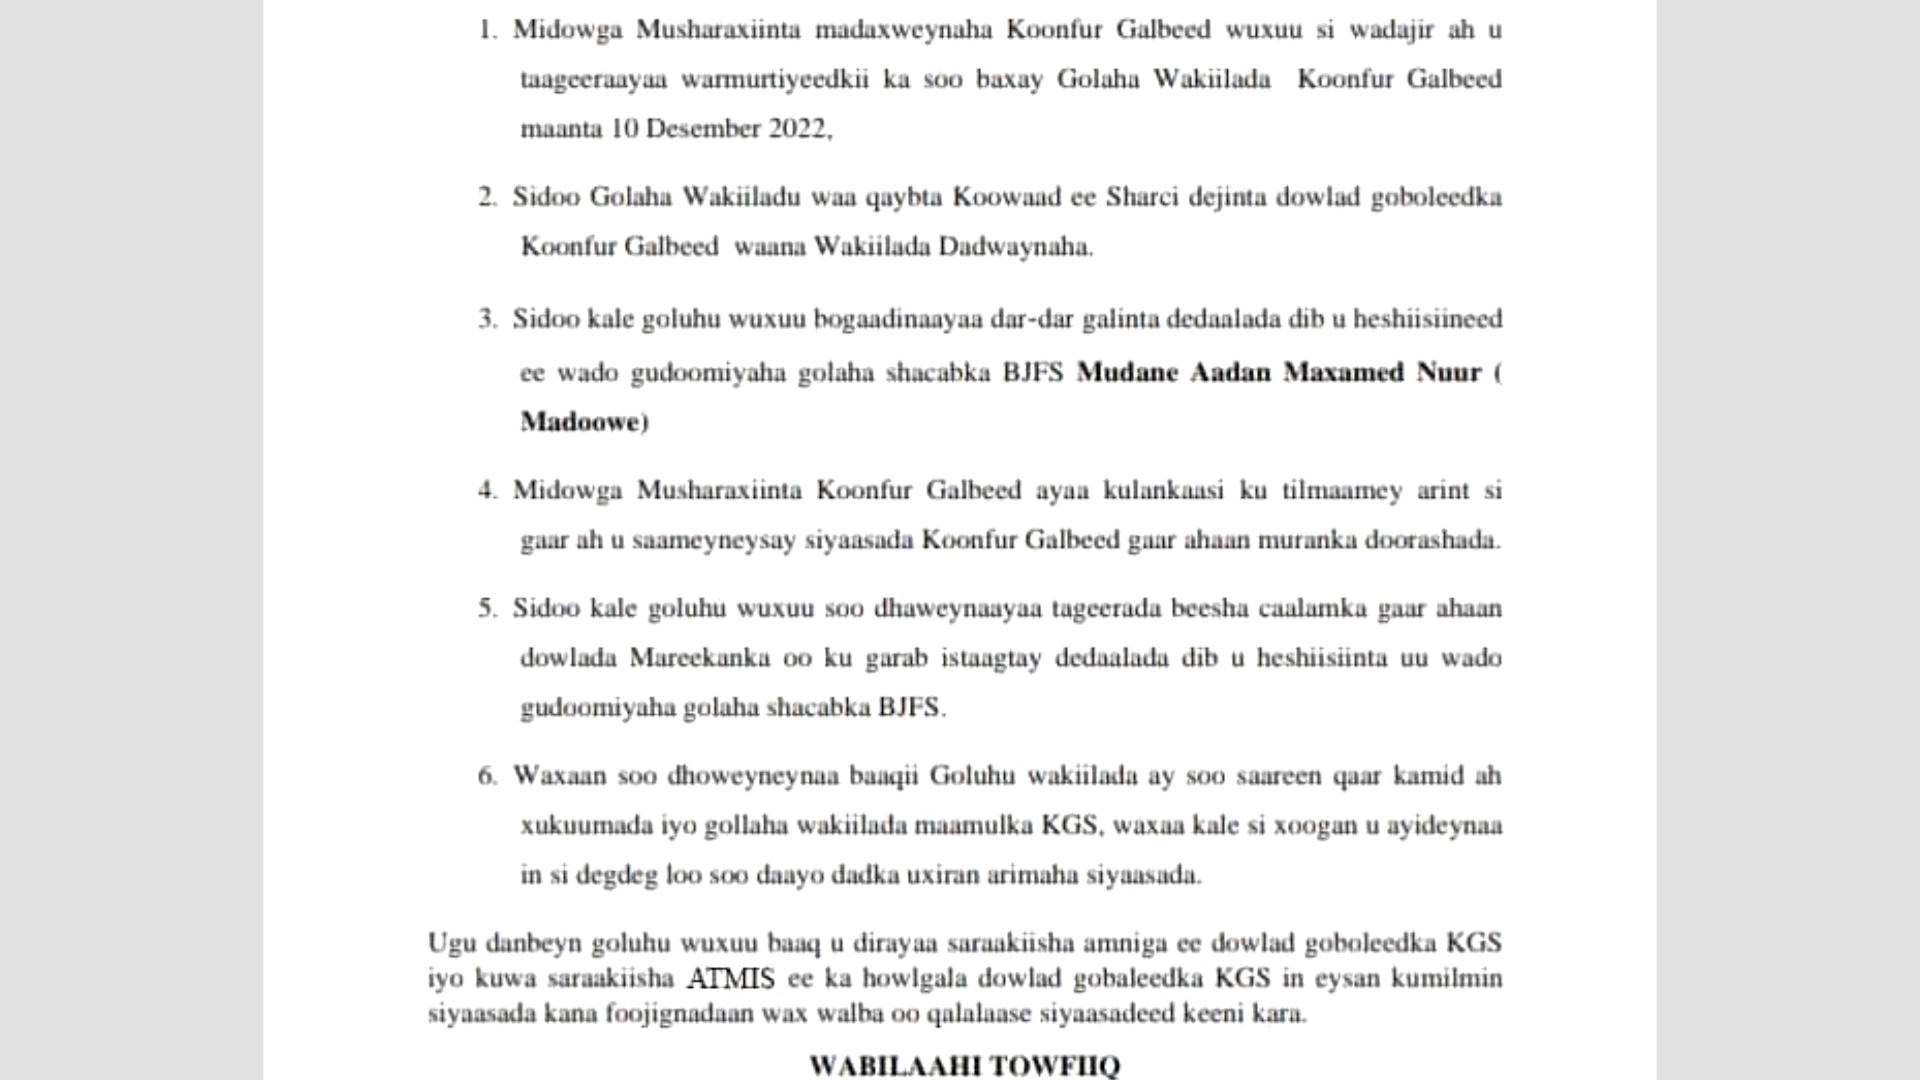 1. Midowga Musharaxiinta madaxweynaha Koonfur Galbeed wuxuu si wadajir ah u
taageeraayaa warmurtiyeedkii ka soo baxay Golaha Wakiilada Koonfur Galbeed
maanta 10 Desember 2022,
2. Sidoo Golaha Wakiiladu waa qaybta Koowaad ee Sharci dejinta dowlad goboleedka
Koonfur Galbeed waana Wakiilada Dadwaynaha.
3. Sidoo kale goluhu wuxuu bogaadinaayaa dar-dar galinta dedaalada dib u heshiisiineed
ee wado gudoomiyaha golaha shacabka BJFS Mudane Aadan Maxamed Nuur (
Madoowe)
4. Midowga Musharaxiinta Koonfur Galbeed ayaa kulankaasi ku tilmaamey arint si
gaar ah u saameyneysay siyaasada Koonfur Galbeed gaar ahaan muranka doorashada.
5. Sidoo kale goluhu wuxuu soo dhaweynaayaa tageerada beesha caalamka gaar ahaan
dowlada Mareekanka oo ku garab istaagtay dedaalada dib u heshiisiinta uu wado
gudoomiyaha golaha shacabka BJFS.
6. Waxaan soo dhoweyneynaa baaqii Goluhu wakiilada ay soo saareen qaar kamid ah
xukuumada iyo gollaha wakiilada maamulka KGS, waxaa kale si xoogan u ayideynaa
in si degdeg loo soo daayo dadka uxiran arimaha siyaasada.
Ugu danbeyn goluhu wuxuu baaq u dirayaa saraakiisha amniga ee dowlad goboleedka KGS
iyo kuwa saraakiisha ATMIS ee ka howlgala dowlad gobaleedka KGS in eysan kumilmin
siyaasada kana foojignadaan wax walba oo qalalaase siyaasadeed keeni kara.
WABILAAHI TOWFIIQ